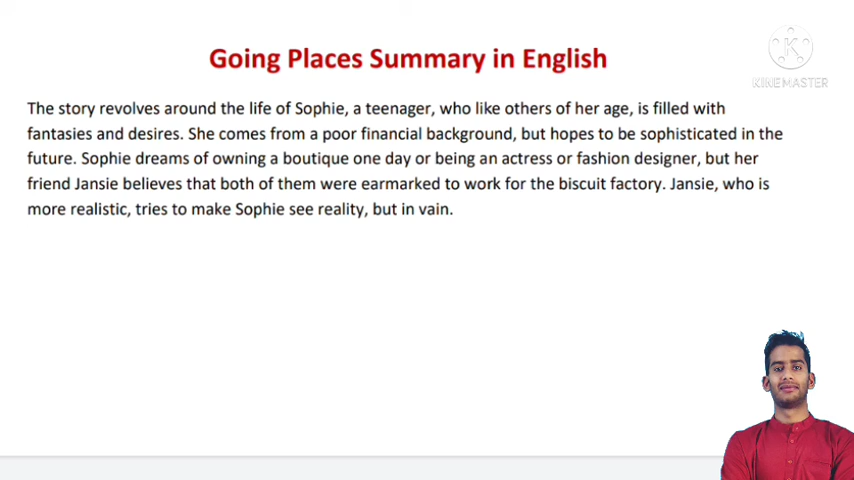 Going Places Summary in English
K
KINEMASTER
The story revolves around the life of Sophie, a teenager, who like others of her age, is filled with
fantasies and desires. She comes from a poor financial background, but hopes to be sophisticated in the
future. Sophie dreams of owning a boutique one day or being an actress or fashion designer, but her
friend Jansie believes that both of them were earmarked to work for the biscuit factory. Jansie, who is
more realistic, tries to make Sophie see reality, but in vain.